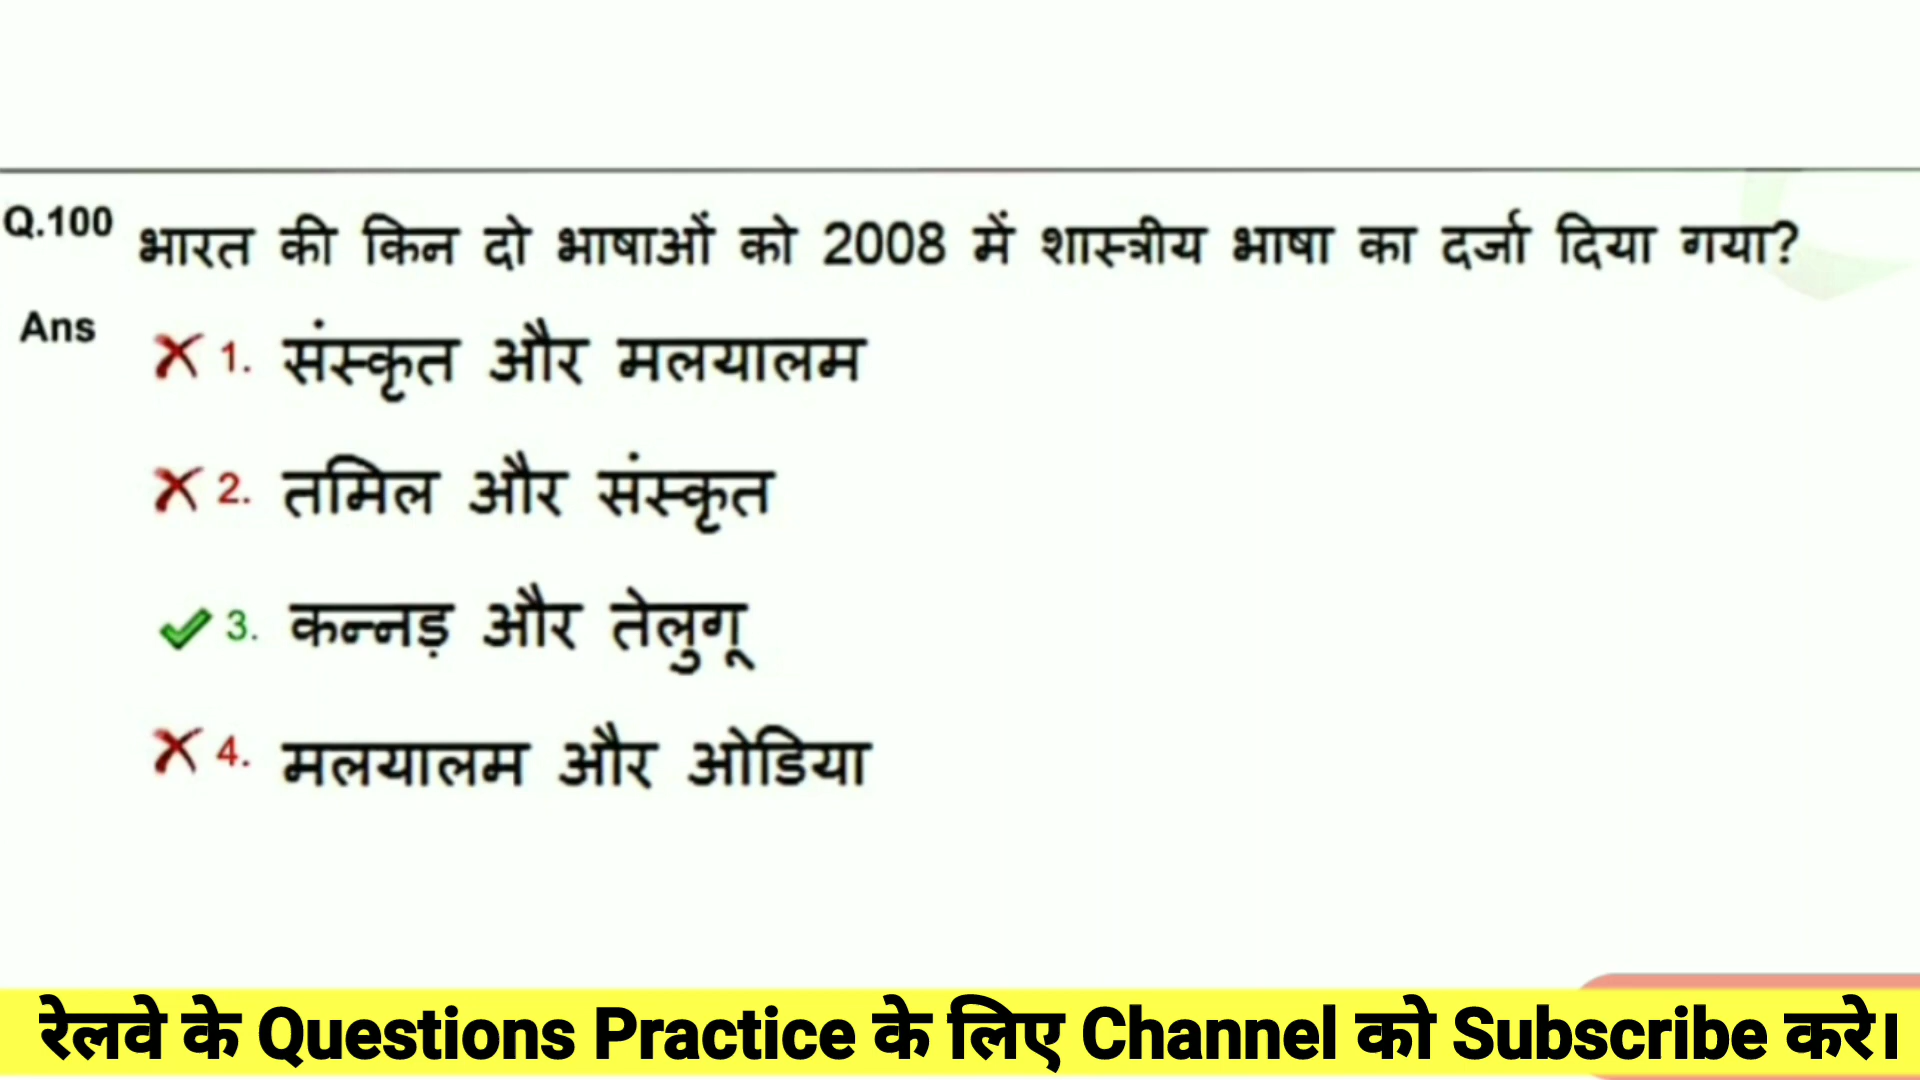 Q.100 भारत की किन दो भाषाओं को 2008 में शास्त्रीय भाषा का दर्जा दिया गया?
Ans 1. संस्कृत और मलयालम
2. तमिल और संस्कृत
3. कन्नड़ और तेलुगू
4. मलयालम और ओडिया
रेलवे के Questions Practice के लिए Channel को Subscribe करे।